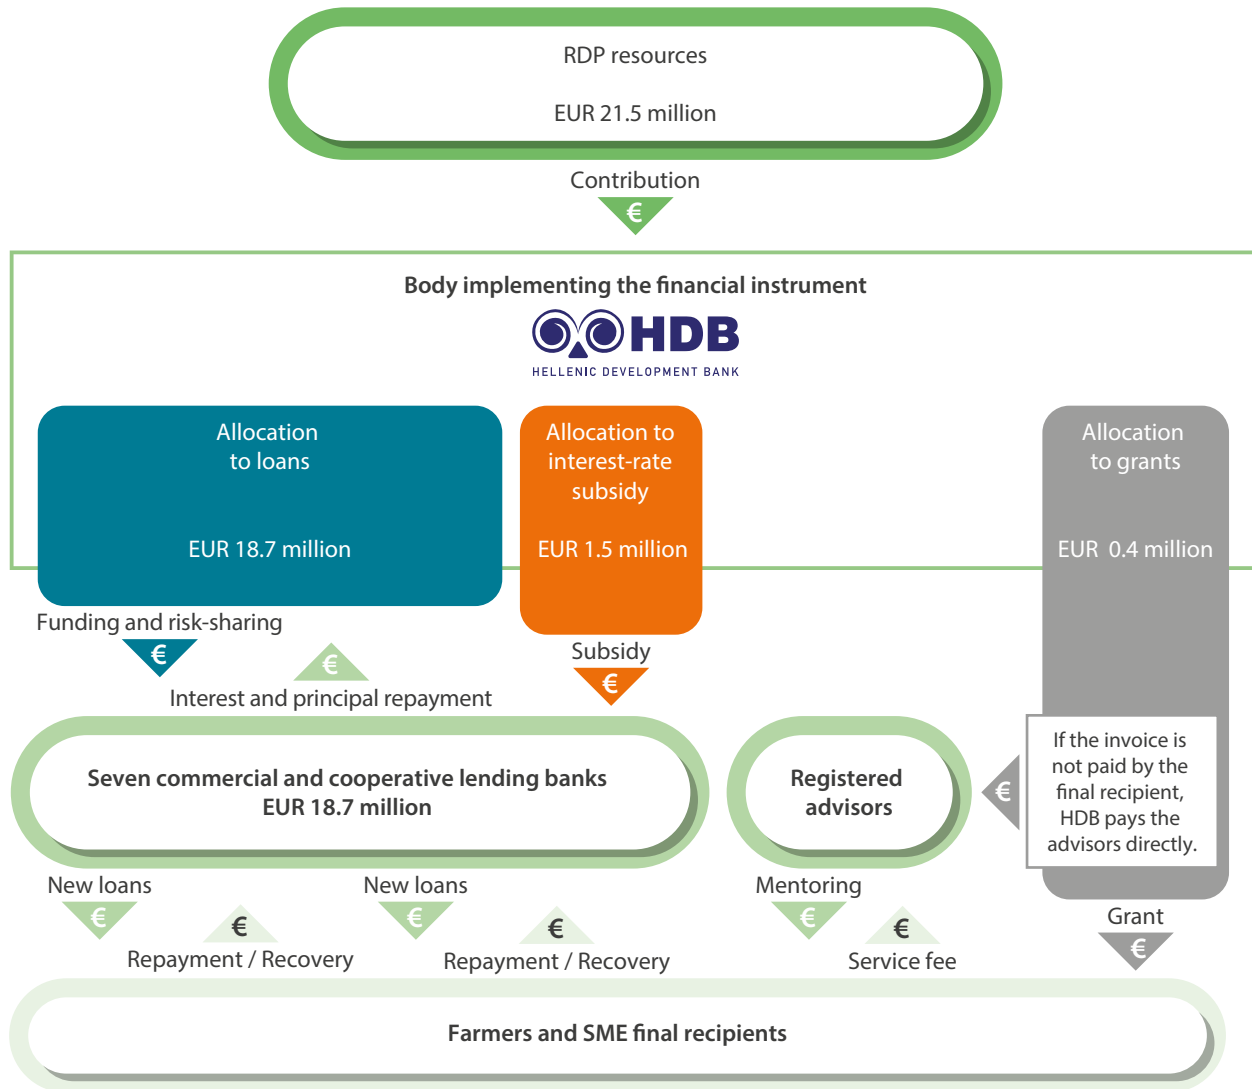 RDP resources
EUR 21.5 million
Contribution
€
Body implementing the financial instrument
HDB
HELLENIC DEVELOPMENT BANK
Allocation
to loans
EUR 18.7 million
Allocation to
interest-rate
subsidy
EUR 1.5 million
Allocation
to grants
EUR 0.4 million
Funding and risk-sharing
€
€
Interest and principal repayment
Subsidy
€
Seven commercial and cooperative lending banks
EUR 18.7 million
Registered
advisors
€
If the invoice is
not paid by the
final recipient,
HDB pays the
advisors directly.
New loans
€
€
Repayment / Recovery
New loans
€
€
Repayment / Recovery
Mentoring
€
€
Service fee
Grant
€
Farmers and SME final recipients